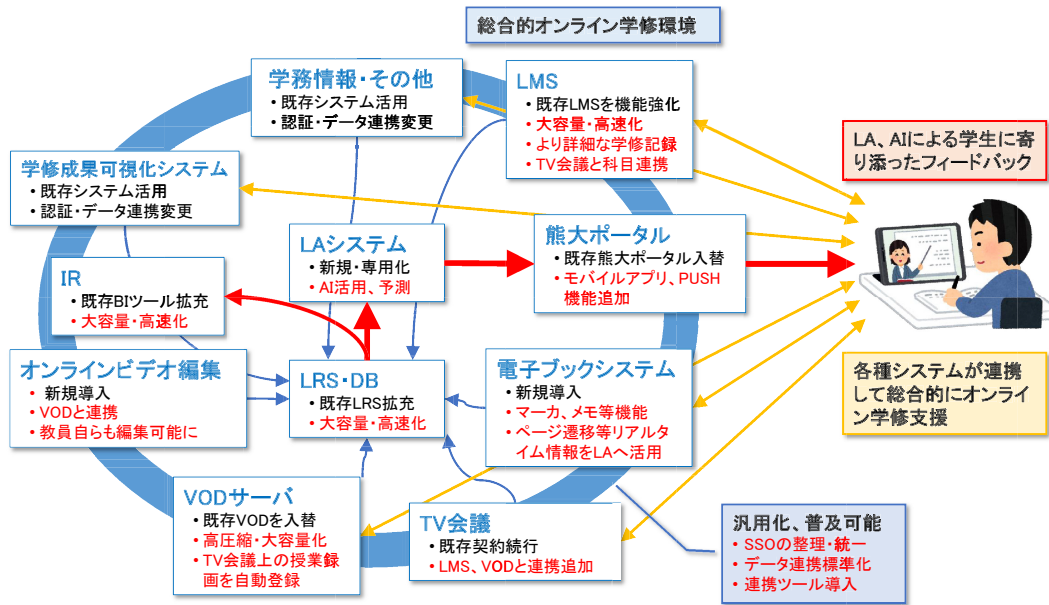 総合的オンライン学修環境
学務情報・その他
• 既存システム活用
• 認証・データ連携変更
LMS
• 既存LMSを機能強化
• 大容量・高速化
• より詳細な学修記録
• TV会議と科目連携
LA、AIによる学生に寄
り添ったフィードバック
学修成果可視化システム
• 既存システム活用
• 認証・データ連携変更
LAシステム
• 新規・専用化
• AI活用、予測
熊大ポータル
• 既存熊大ポータル入替
• モバイルアプリ、PUSH
機能追加
IR
• 既存BIツール拡充
• 大容量・高速化
オンラインビデオ編集
• 新規導入
• VODと連携
• 教員自らも編集可能に
LRS・DB
• 既存LRS拡充
• 大容量・高速化
電子ブックシステム
• 新規導入
• マーカ、メモ等機能
• ページ遷移等リアルタ
イム情報をLAへ活用
各種システムが連携
して総合的にオンライ
ン学修支援
VODサーバ
• 既存VODを入替
• 高圧縮・大容量化
• TV会議上の授業録
画を自動登録
TV会議
• 既存契約続行
• LMS、VODと連携追加
汎用化、普及可能
• SSOの整理・統一
• データ連携標準化
• 連携ツール導入